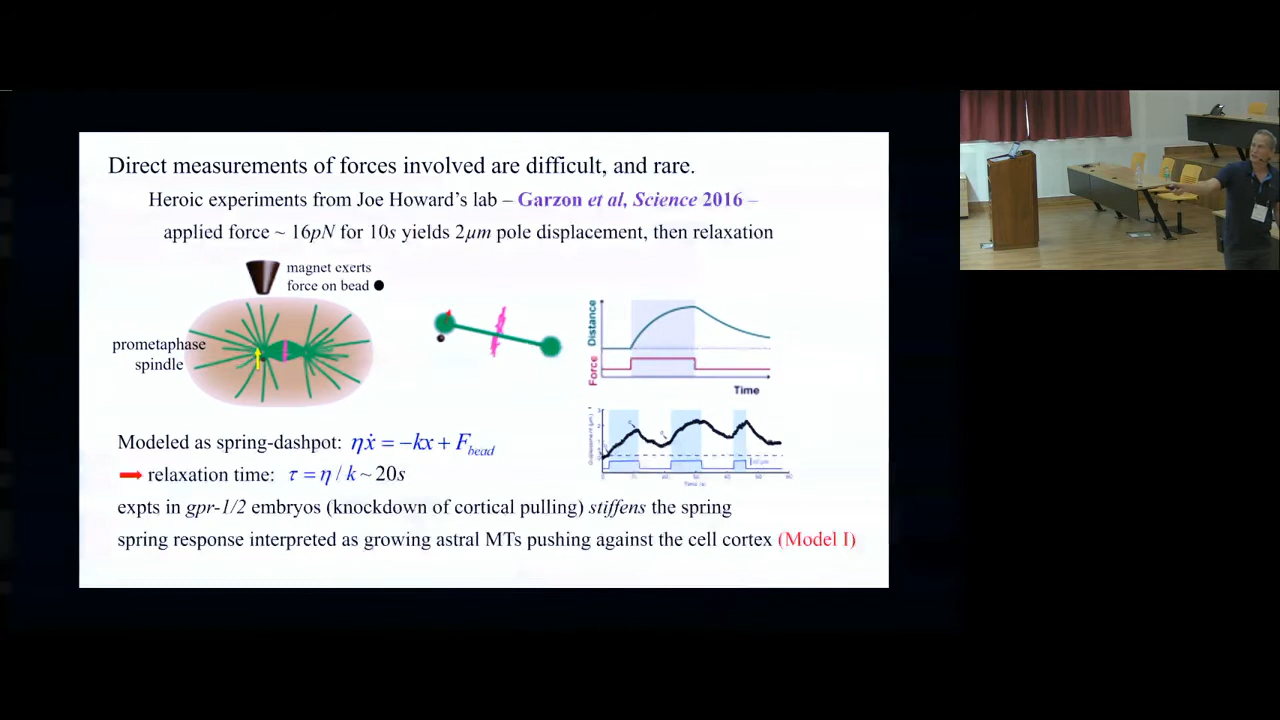 Direct measurements of forces involved are difficult, and rare.
Heroic experiments from Joe Howard's lab – Garzon et al, Science 2016 –
applied force ~ 16pN for 10s yields 2μm pole displacement, then relaxation
magnet exerts
force on bead
prometaphase
spindle
Distance
Force
Time
Modeled as spring-dashpot: ηẋ = −kx + F_bead
relaxation time: τ = η / k ~ 20s
expts in gpr-1/2 embryos (knockdown of cortical pulling) stiffens the spring
spring response interpreted as growing astral MTs pushing against the cell cortex (Model I)